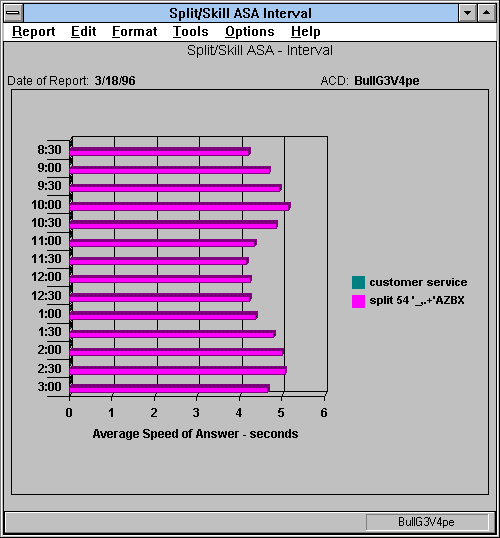 Split/Skill ASA Interval
Report Edit Format Tools Options Help
Split/Skill ASA - Interval
Date of Report: 3/18/96 ACD: BullG3V4pe
8:30
9:00
9:30
10:00
10:30
11:00
11:30
12:00
12:30
1:00
1:30
2:00
2:30
3:00
customer service
split 54 '_,.+'AZBX
0 1 2 3 4 5 6
Average Speed of Answer - seconds
BullG3V4pe